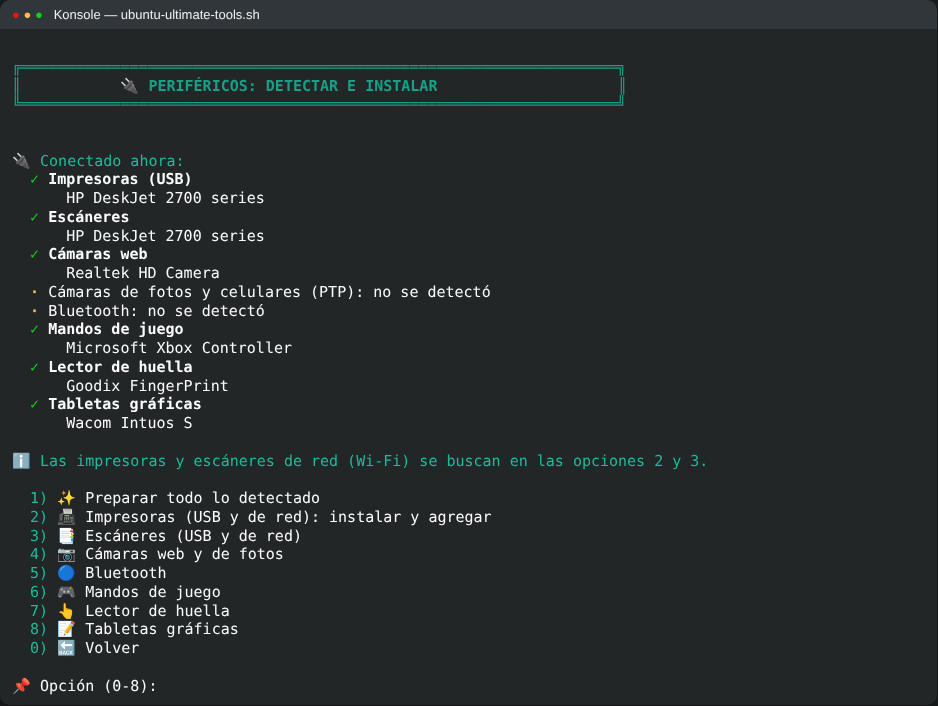 Konsole — ubuntu-ultimate-tools.sh
🔌 PERIFÉRICOS: DETECTAR E INSTALAR
🔌 Conectado ahora:
✓ Impresoras (USB)
HP DeskJet 2700 series
✓ Escáneres
HP DeskJet 2700 series
✓ Cámaras web
Realtek HD Camera
· Cámaras de fotos y celulares (PTP): no se detectó
· Bluetooth: no se detectó
✓ Mandos de juego
Microsoft Xbox Controller
✓ Lector de huella
Goodix FingerPrint
✓ Tabletas gráficas
Wacom Intuos S
ℹ️ Las impresoras y escáneres de red (Wi-Fi) se buscan en las opciones 2 y 3.
1) ✨ Preparar todo lo detectado
2) 📠 Impresoras (USB y de red): instalar y agregar
3) 📑 Escáneres (USB y de red)
4) 📷 Cámaras web y de fotos
5) 🔵 Bluetooth
6) 🎮 Mandos de juego
7) 👆 Lector de huella
8) 📝 Tabletas gráficas
0) 🔙 Volver
📌 Opción (0-8):